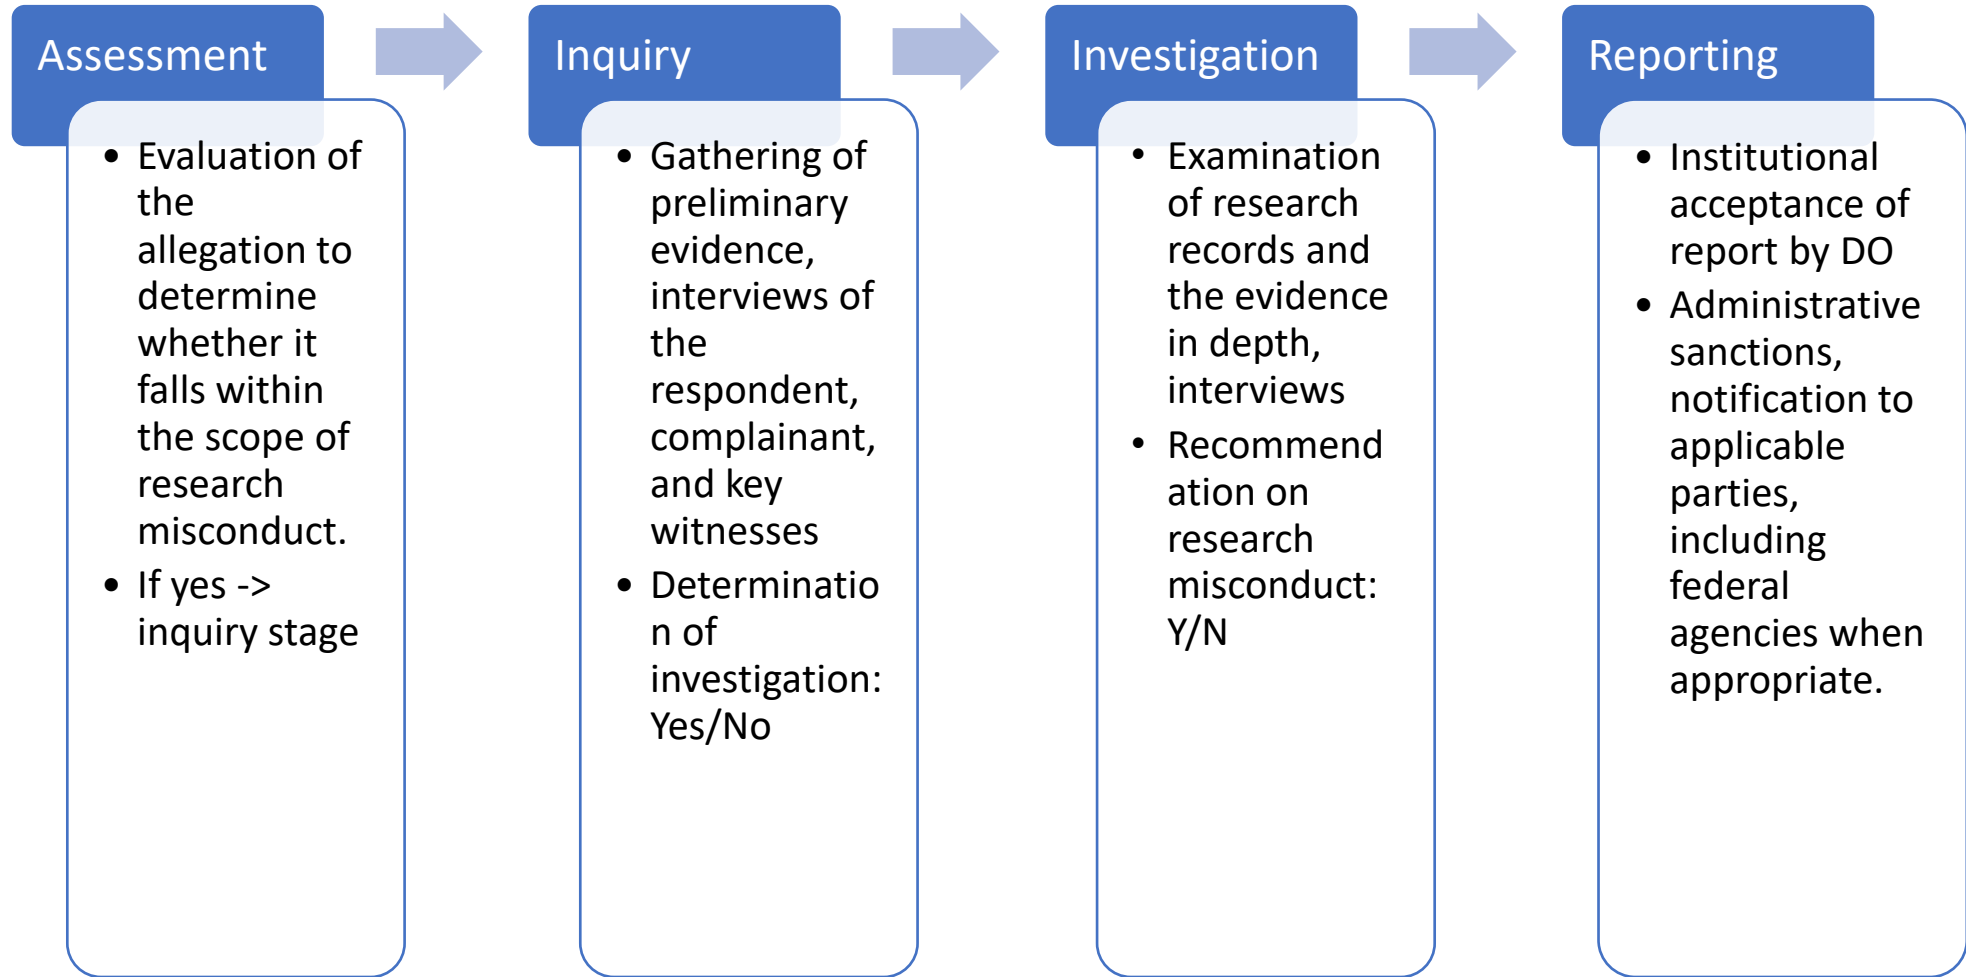 Assessment
• Evaluation of
the
allegation to
determine
whether it
falls within
the scope of
research
misconduct.
• If yes ->
inquiry stage
Inquiry
• Gathering of
preliminary
evidence,
interviews of
the
respondent,
complainant,
and key
witnesses
• Determinatio
n of
investigation:
Yes/No
Investigation
• Examination
of research
records and
the evidence
in depth,
interviews
• Recommend
ation on
research
misconduct:
Y/N
Reporting
• Institutional
acceptance of
report by DO
• Administrative
sanctions,
notification to
applicable
parties,
including
federal
agencies when
appropriate.